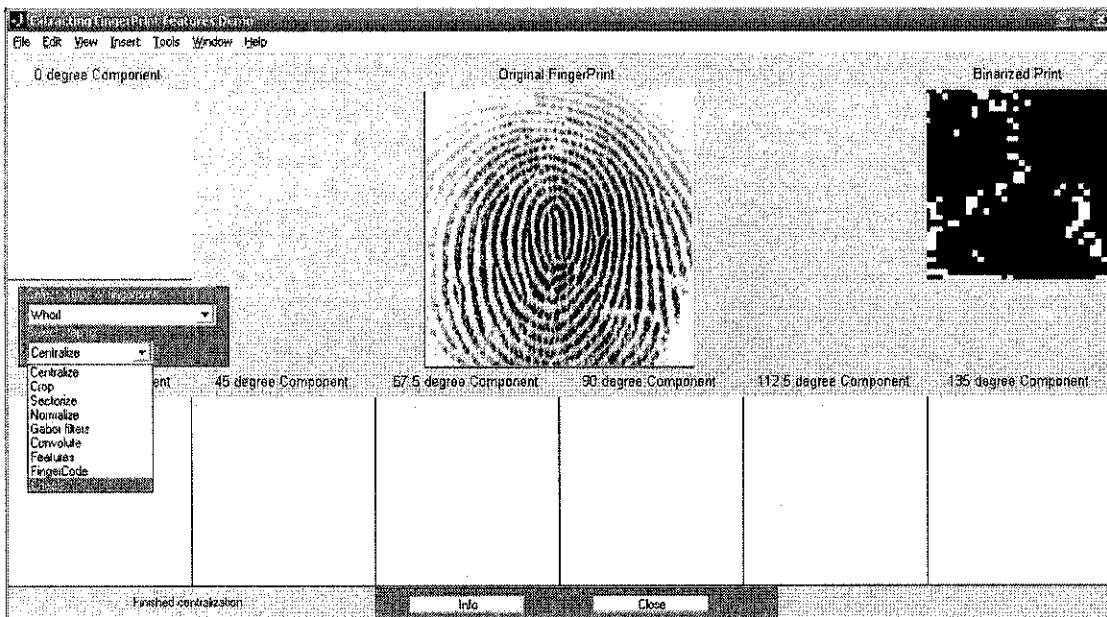 Extracting FingerPrint Features Demo
File Edit View Insert Tools Window Help
0 degree Component
Original FingerPrint
Binarized Print
Whorl
Centralize
Centralize
Crop
Sectorize
Normalize
Gabor filters
Convolute
Features
FingerCode
45 degree Component
67.5 degree Component
90 degree Component
112.5 degree Component
135 degree Component
Finished centralization
Info
Close